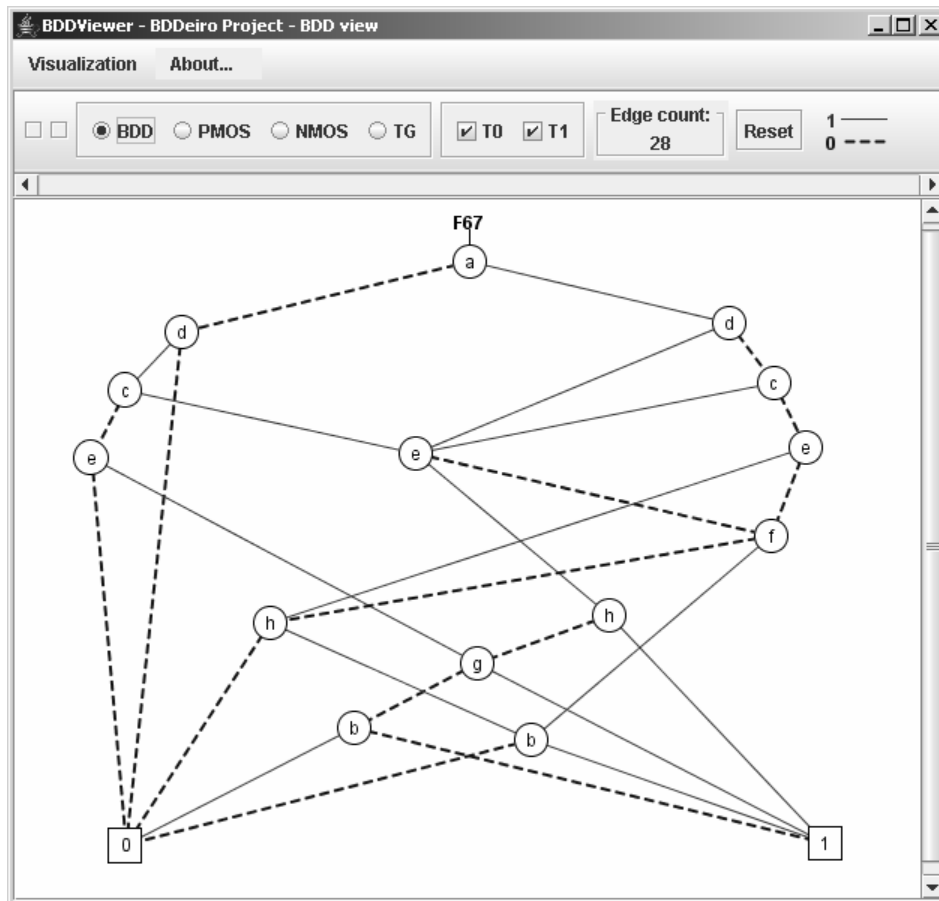 BDDViewer - BDDeiro Project - BDD view
Visualization About...
BDD PMOS NMOS TG T0 T1 Edge count: 28 Reset 1 0
F67
a
d d
c c
e e e
f
h h
g
b b
0 1